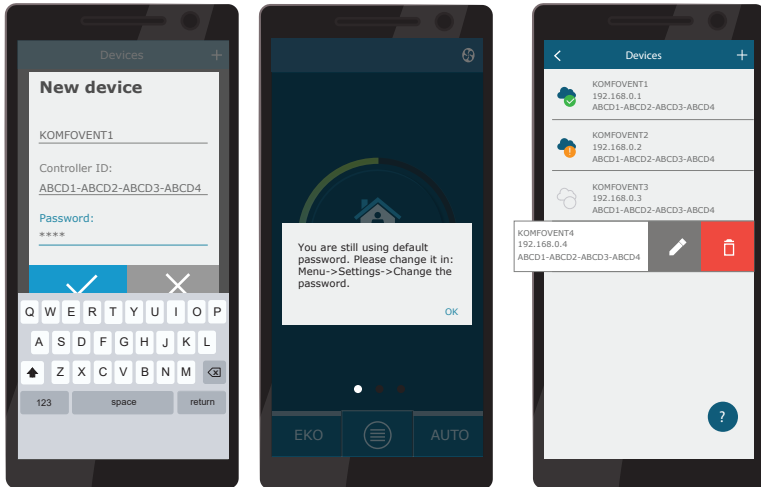 Devices +
New device
KOMFOVENT1
Controller ID:
ABCD1-ABCD2-ABCD3-ABCD4
Password:
****
Q W E R T Y U I O P
A S D F G H J K L
Z X C V B N M
123 space return
You are still using default
password. Please change it in:
Menu->Settings->Change the
password.
OK
EKO AUTO
< Devices +
KOMFOVENT1
192.168.0.1
ABCD1-ABCD2-ABCD3-ABCD4
KOMFOVENT2
192.168.0.2
ABCD1-ABCD2-ABCD3-ABCD4
KOMFOVENT3
192.168.0.3
ABCD1-ABCD2-ABCD3-ABCD4
KOMFOVENT4
192.168.0.4
ABCD1-ABCD2-ABCD3-ABCD4
?